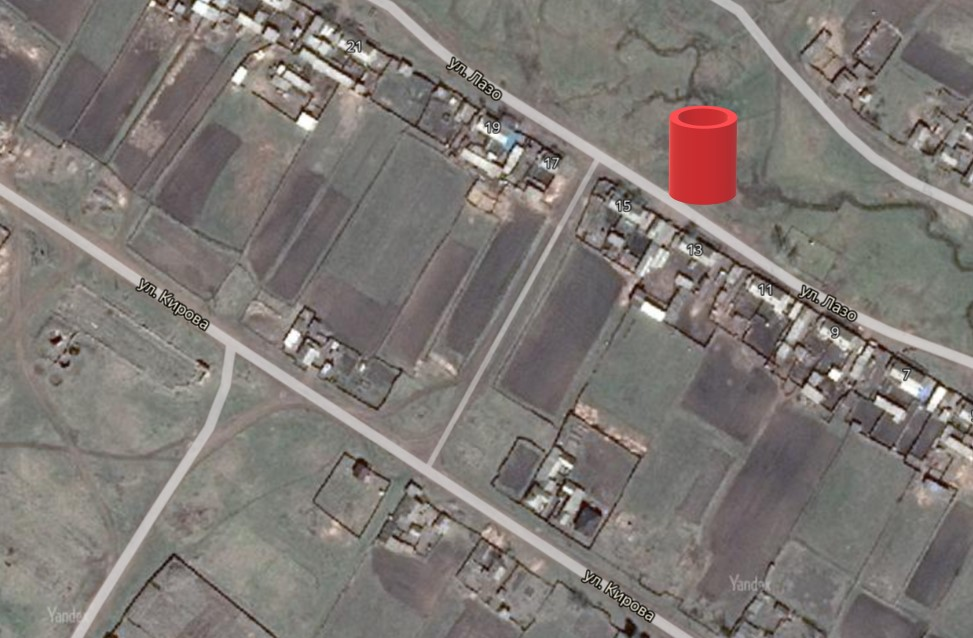 21
ул. Лазо
19
17
15
13
11
ул. Лазо
9
7
ул. Кирова
ул. Кирова
Yandex
Yandex